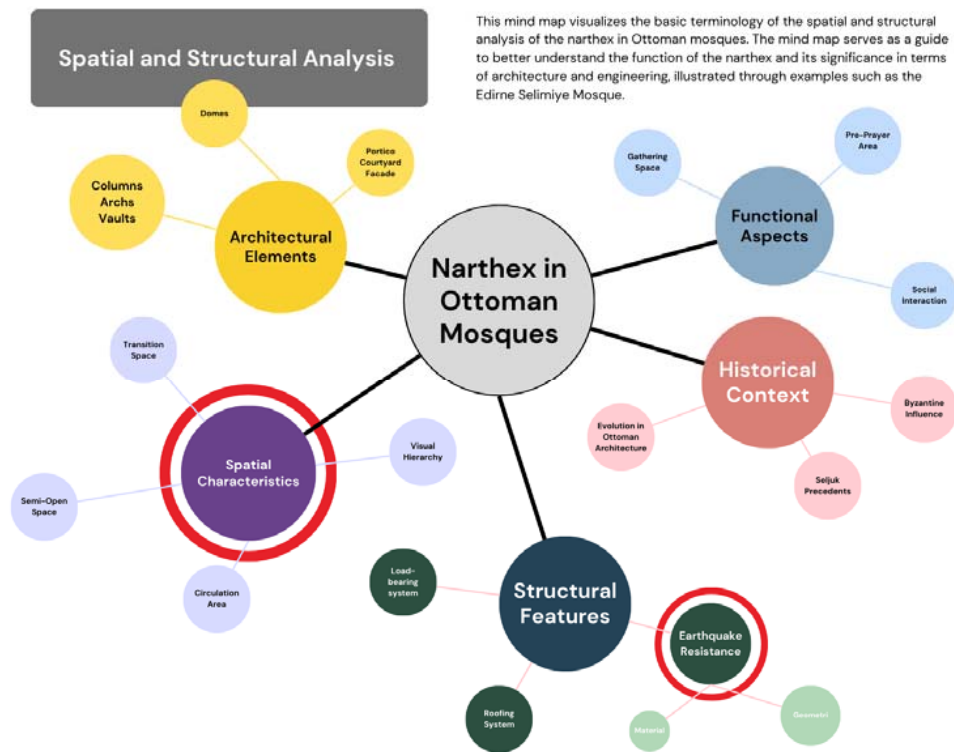 Spatial and Structural Analysis
This mind map visualizes the basic terminology of the spatial and structural
analysis of the narthex in Ottoman mosques. The mind map serves as a guide
to better understand the function of the narthex and its significance in terms
of architecture and engineering, illustrated through examples such as the
Edirne Selimiye Mosque.
Domes
Portico
Courtyard
Facade
Columns
Archs
Vaults
Architectural
Elements
Gathering
Space
Pre-Prayer
Area
Functional
Aspects
Social
Interaction
Narthex in
Ottoman
Mosques
Transition
Space
Spatial
Characteristics
Visual
Hierarchy
Semi-Open
Space
Circulation
Area
Historical
Context
Byzantine
Influence
Evolution in
Ottoman
Architecture
Seljuk
Precedents
Load-
bearing
system
Structural
Features
Earthquake
Resistance
Roofing
System
Material
Geometri